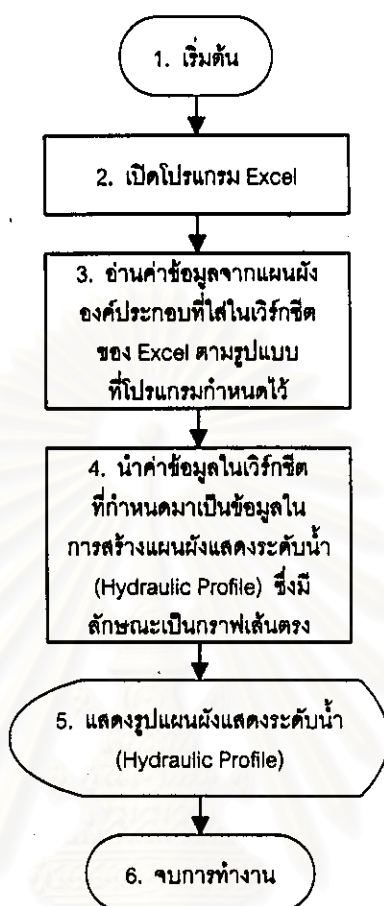 1. เริ่มต้น
2. เปิดโปรแกรม Excel
3. อ่านค่าข้อมูลจากแผนผัง
องค์ประกอบที่ใส่ในเวิร์กชีต
ของ Excel ตามรูปแบบ
ที่โปรแกรมกำหนดไว้
4. นำค่าข้อมูลในเวิร์กชีต
ที่กำหนดมาเป็นข้อมูลใน
การสร้างแผนผังแสดงระดับน้ำ
(Hydraulic Profile) ซึ่งมี
ลักษณะเป็นกราฟเส้นตรง
5. แสดงรูปแผนผังแสดงระดับน้ำ
(Hydraulic Profile)
6. จบการทำงาน